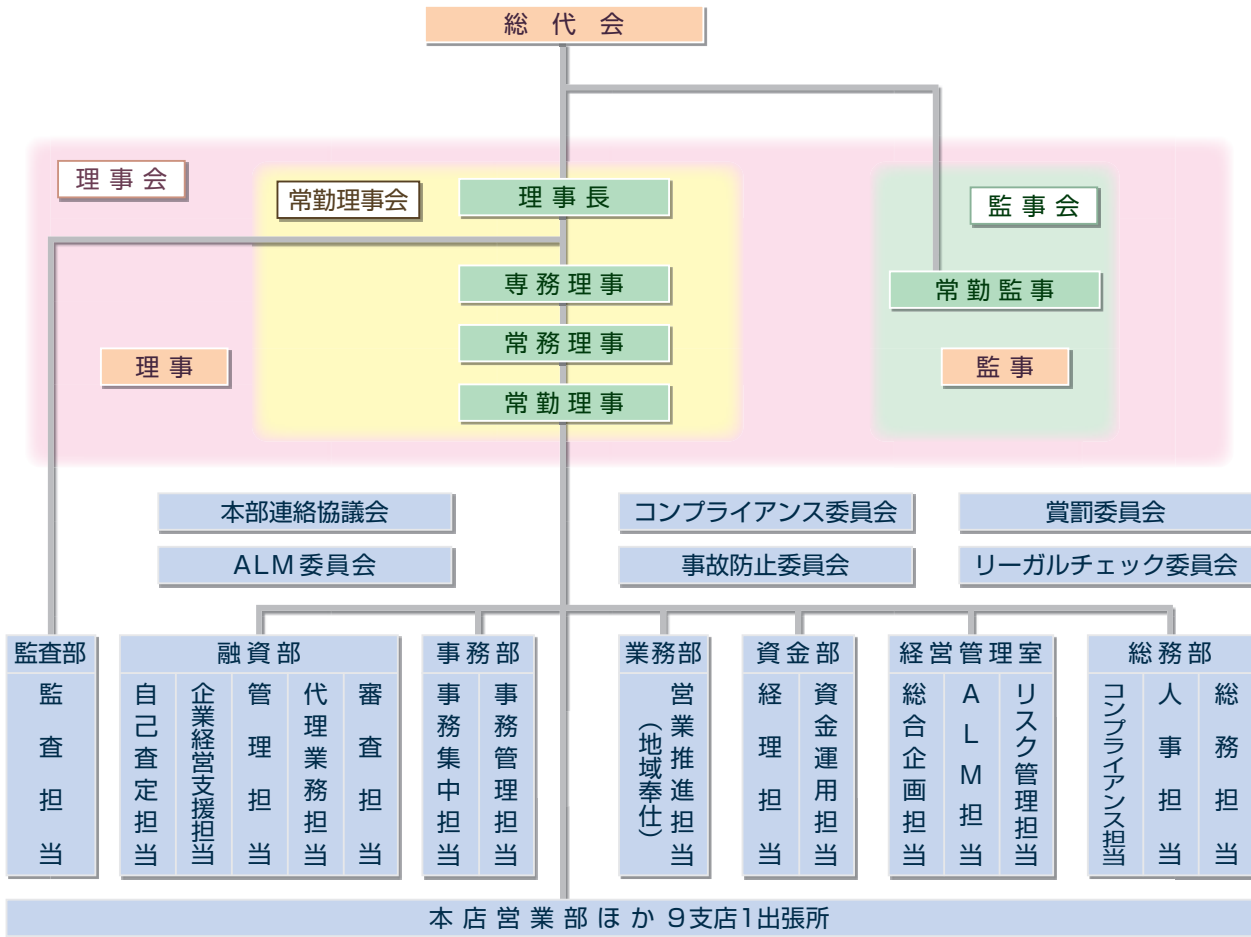 総代会
理事会
常勤理事会
理事長
監事会
専務理事
常勤監事
常務理事
理事
監事
常勤理事
本部連絡協議会
コンプライアンス委員会
賞罰委員会
ALM委員会
事故防止委員会
リーガルチェック委員会
監査部
融資部
事務部
業務部
資金部
経営管理室
総務部
監査担当
自己査定担当
企業経営支援担当
管理担当
代理業務担当
審査担当
事務集中担当
事務管理担当
営業推進担当
(地域奉仕)
経理担当
資金運用担当
総合企画担当
ALM担当
リスク管理担当
コンプライアンス担当
人事担当
総務担当
本店営業部ほか9支店1出張所